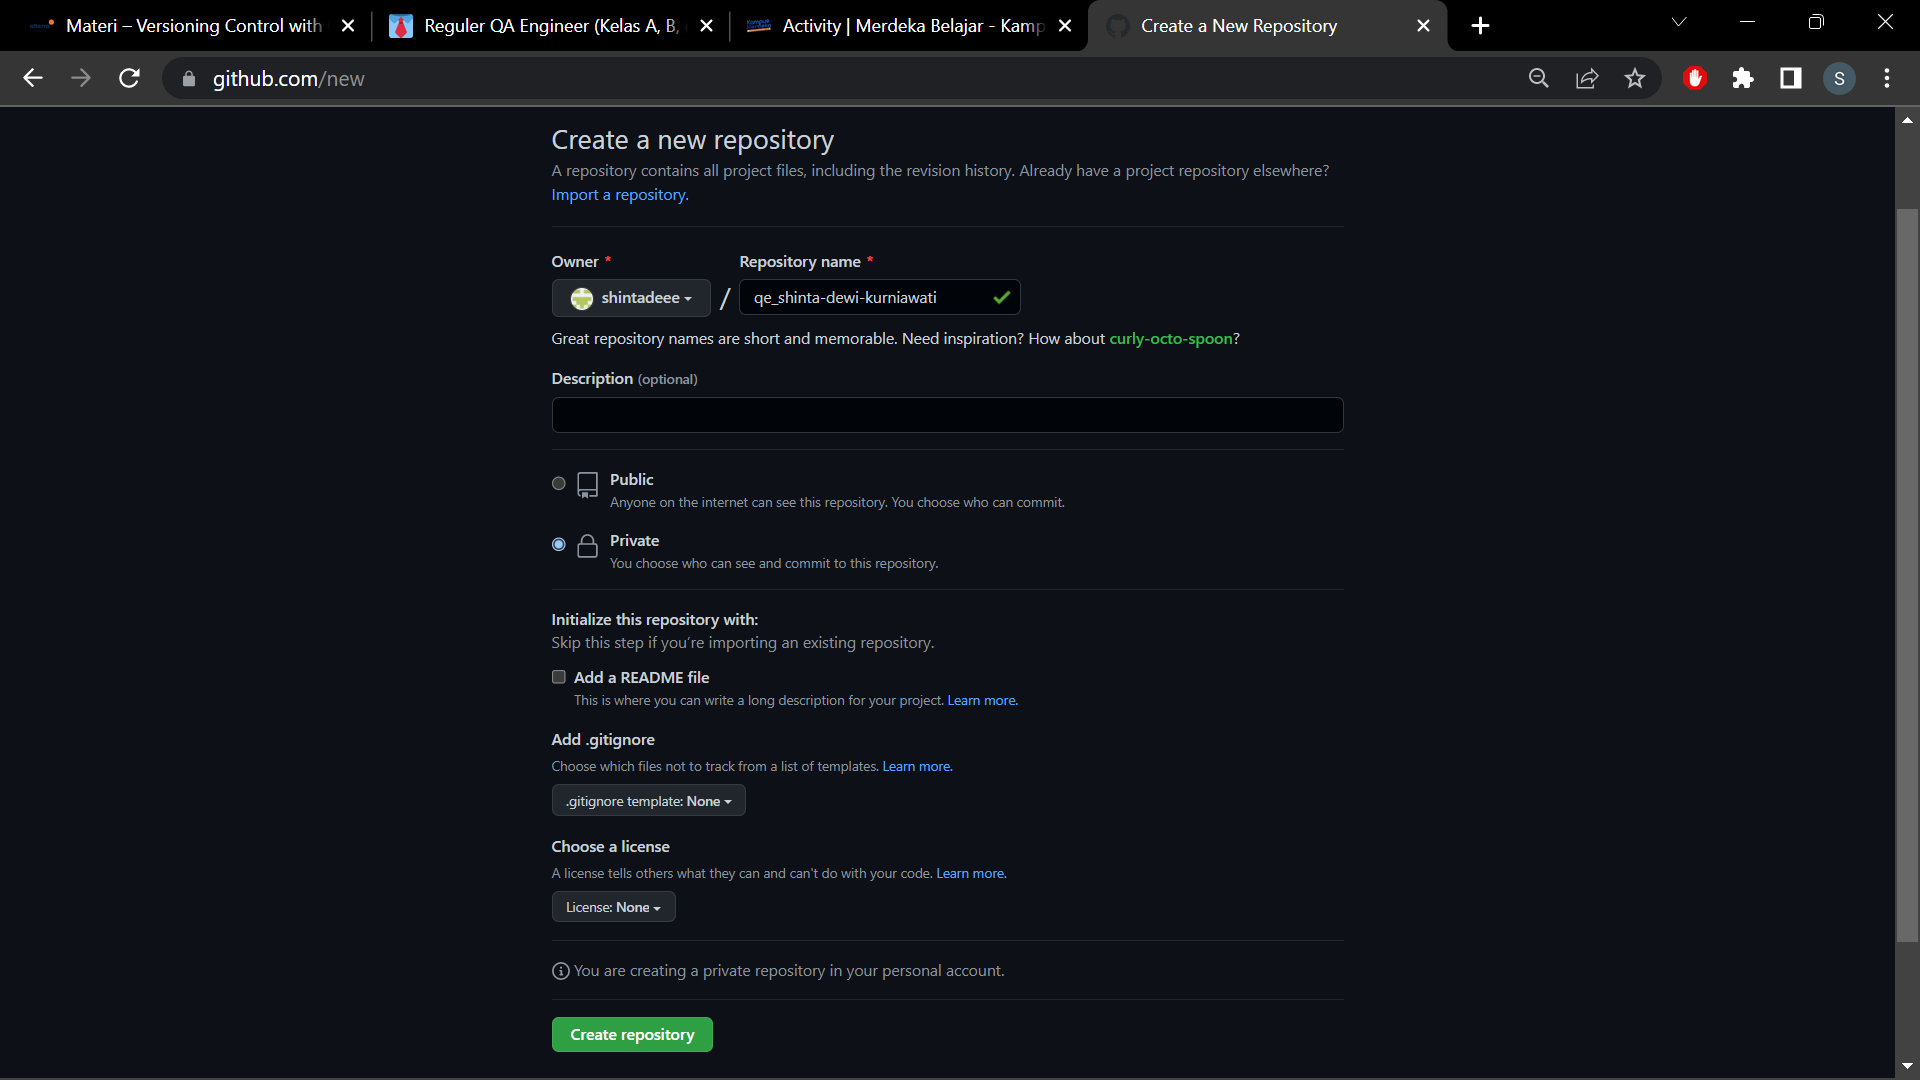 Materi – Versioning Control with
Reguler QA Engineer (Kelas A, B,
Activity | Merdeka Belajar - Kamp
Create a New Repository
github.com/new
S
Create a new repository
A repository contains all project files, including the revision history. Already have a project repository elsewhere?
Import a repository.
Owner *
Repository name *
shintadeee
/
qe_shinta-dewi-kurniawati
Great repository names are short and memorable. Need inspiration? How about curly-octo-spoon?
Description (optional)
Public
Anyone on the internet can see this repository. You choose who can commit.
Private
You choose who can see and commit to this repository.
Initialize this repository with:
Skip this step if you're importing an existing repository.
Add a README file
This is where you can write a long description for your project. Learn more.
Add .gitignore
Choose which files not to track from a list of templates. Learn more.
.gitignore template: None
Choose a license
A license tells others what they can and can't do with your code. Learn more.
License: None
You are creating a private repository in your personal account.
Create repository